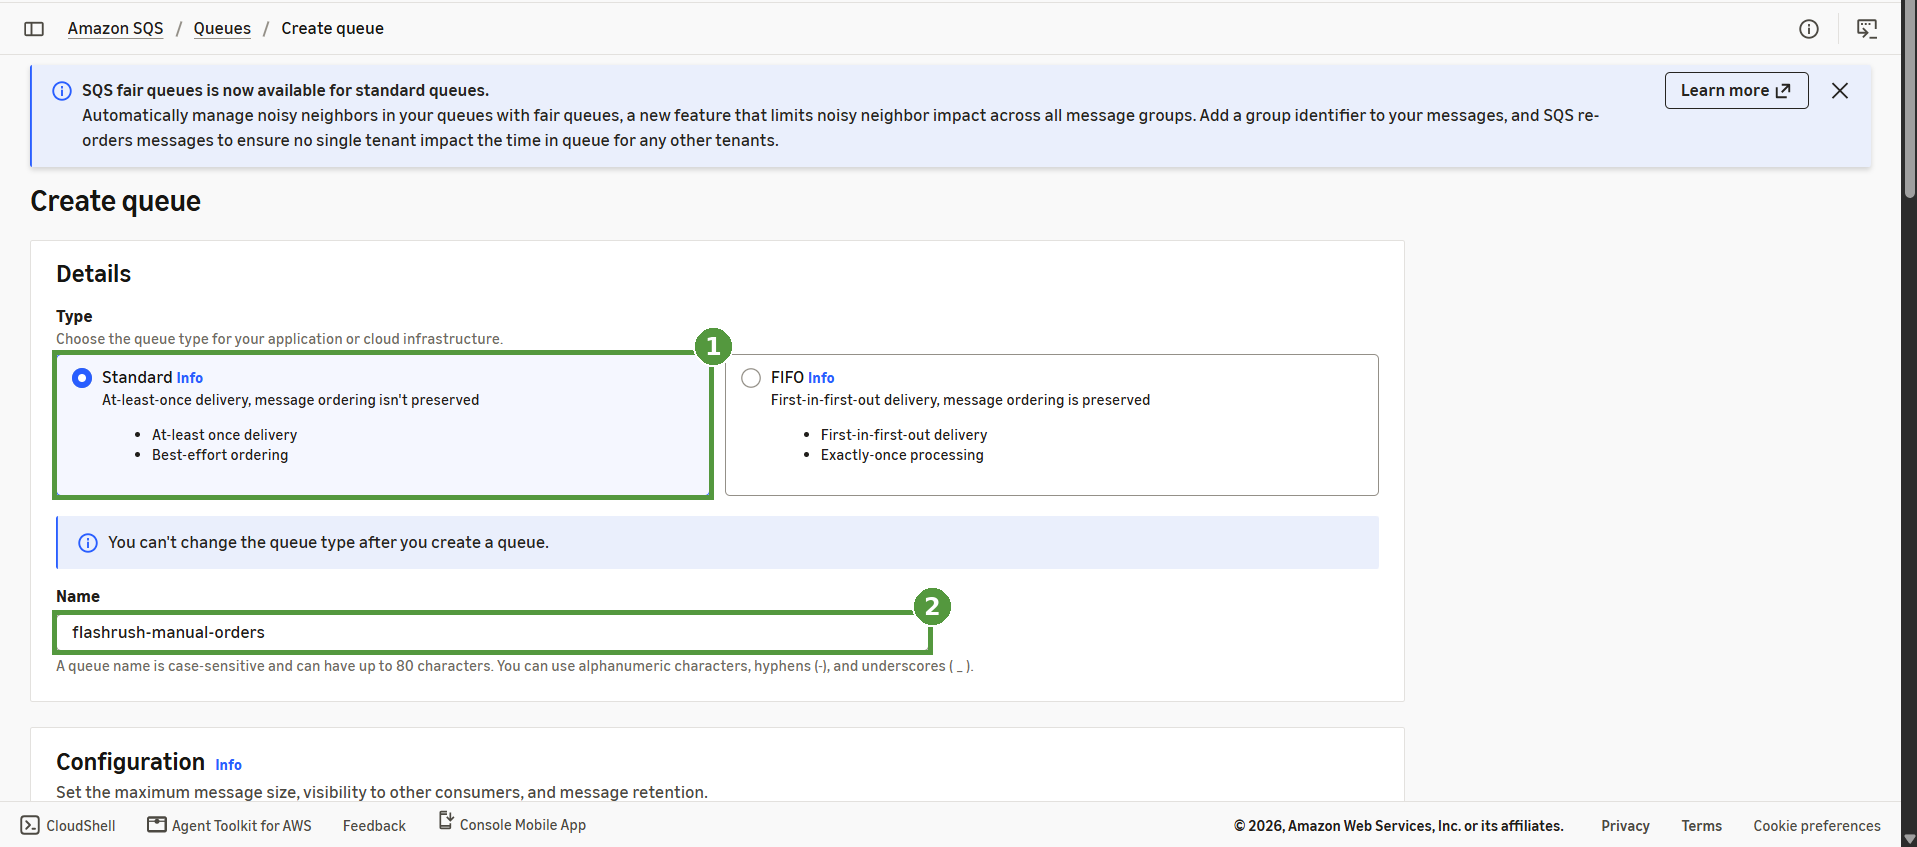 Amazon SQS / Queues / Create queue
SQS fair queues is now available for standard queues.
Automatically manage noisy neighbors in your queues with fair queues, a new feature that limits noisy neighbor impact across all message groups. Add a group identifier to your messages, and SQS re-
orders messages to ensure no single tenant impact the time in queue for any other tenants.
Learn more
Create queue
Details
Type
Choose the queue type for your application or cloud infrastructure.
1
Standard Info
At-least-once delivery, message ordering isn't preserved
• At-least once delivery
• Best-effort ordering
FIFO Info
First-in-first-out delivery, message ordering is preserved
• First-in-first-out delivery
• Exactly-once processing
You can't change the queue type after you create a queue.
Name
2
flashrush-manual-orders
A queue name is case-sensitive and can have up to 80 characters. You can use alphanumeric characters, hyphens (-), and underscores ( _ ).
Configuration Info
Set the maximum message size, visibility to other consumers, and message retention.
CloudShell Agent Toolkit for AWS Feedback Console Mobile App © 2026, Amazon Web Services, Inc. or its affiliates. Privacy Terms Cookie preferences